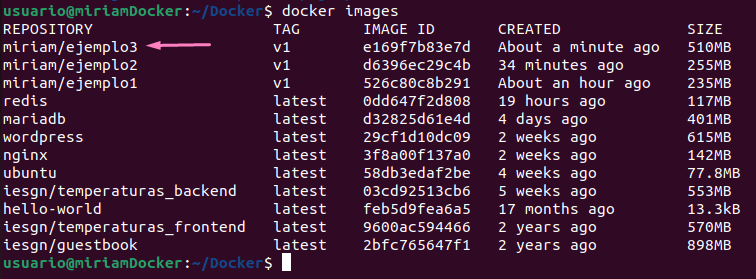 usuario@miriamDocker:~/Docker$ docker images
REPOSITORY TAG IMAGE ID CREATED SIZE
miriam/ejemplo3 v1 e169f7b83e7d About a minute ago 510MB
miriam/ejemplo2 v1 d6396ec29c4b 34 minutes ago 255MB
miriam/ejemplo1 v1 526c80c8b291 About an hour ago 235MB
redis latest 0dd647f2d808 19 hours ago 117MB
mariadb latest d32825d61e4d 4 days ago 401MB
wordpress latest 29cf1d10dc09 2 weeks ago 615MB
nginx latest 3f8a00f137a0 2 weeks ago 142MB
ubuntu latest 58db3edaf2be 4 weeks ago 77.8MB
iesgn/temperaturas_backend latest 03cd92513cb6 5 weeks ago 553MB
hello-world latest feb5d9fea6a5 17 months ago 13.3kB
iesgn/temperaturas_frontend latest 9600ac594466 2 years ago 570MB
iesgn/guestbook latest 2bfc765647f1 2 years ago 898MB
usuario@miriamDocker:~/Docker$